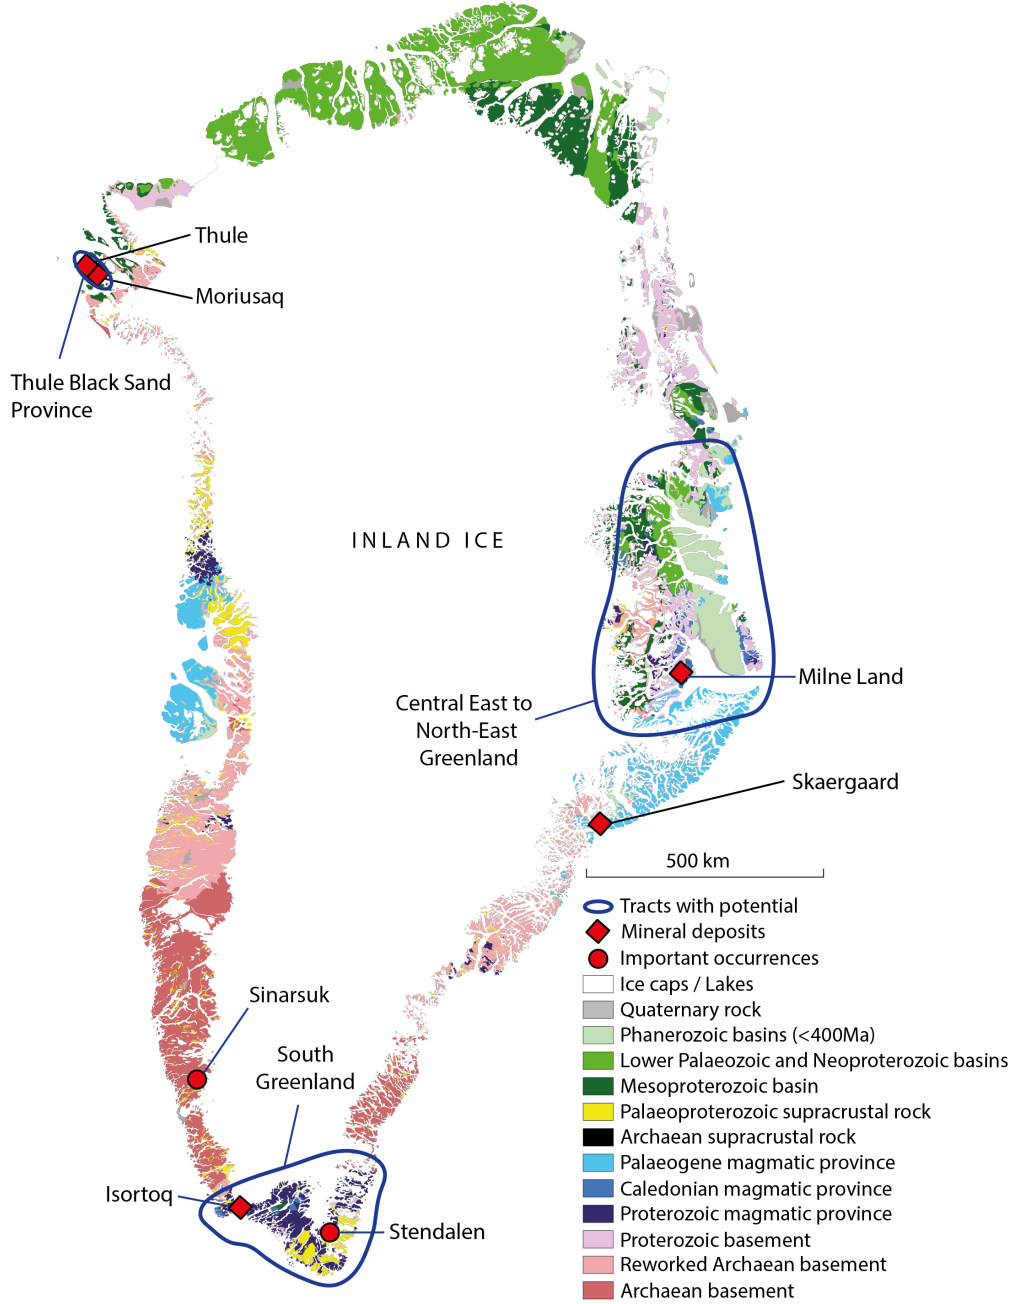 Thule
Moriusaq
Thule Black Sand
Province
INLAND ICE
Milne Land
Central East to
North-East
Greenland
Skaergaard
500 km
Tracts with potential
Mineral deposits
Important occurrences
Ice caps / Lakes
Quaternary rock
Phanerozoic basins (<400Ma)
Lower Palaeozoic and Neoproterozoic basins
Mesoproterozoic basin
Palaeoproterozoic supracrustal rock
Archaean supracrustal rock
Palaeogene magmatic province
Caledonian magmatic province
Proterozoic magmatic province
Proterozoic basement
Reworked Archaean basement
Archaean basement
Sinarsuk
South
Greenland
Isortoq
Stendalen